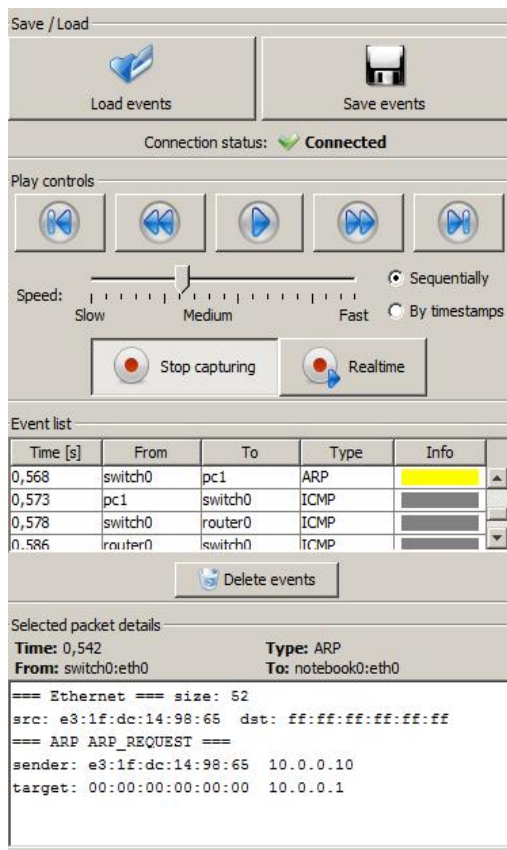 Save / Load
Load events
Save events
Connection status: Connected
Play controls
Speed:
Slow Medium Fast
Sequentially
By timestamps
Stop capturing
Realtime
Event list
Time [s] From To Type Info
0,568 switch0 pc1 ARP
0,573 pc1 switch0 ICMP
0,578 switch0 router0 ICMP
0,586 router0 switch0 ICMP
Delete events
Selected packet details
Time: 0,542 Type: ARP
From: switch0:eth0 To: notebook0:eth0
=== Ethernet === size: 52
src: e3:1f:dc:14:98:65 dst: ff:ff:ff:ff:ff:ff
=== ARP ARP_REQUEST ===
sender: e3:1f:dc:14:98:65 10.0.0.10
target: 00:00:00:00:00:00 10.0.0.1